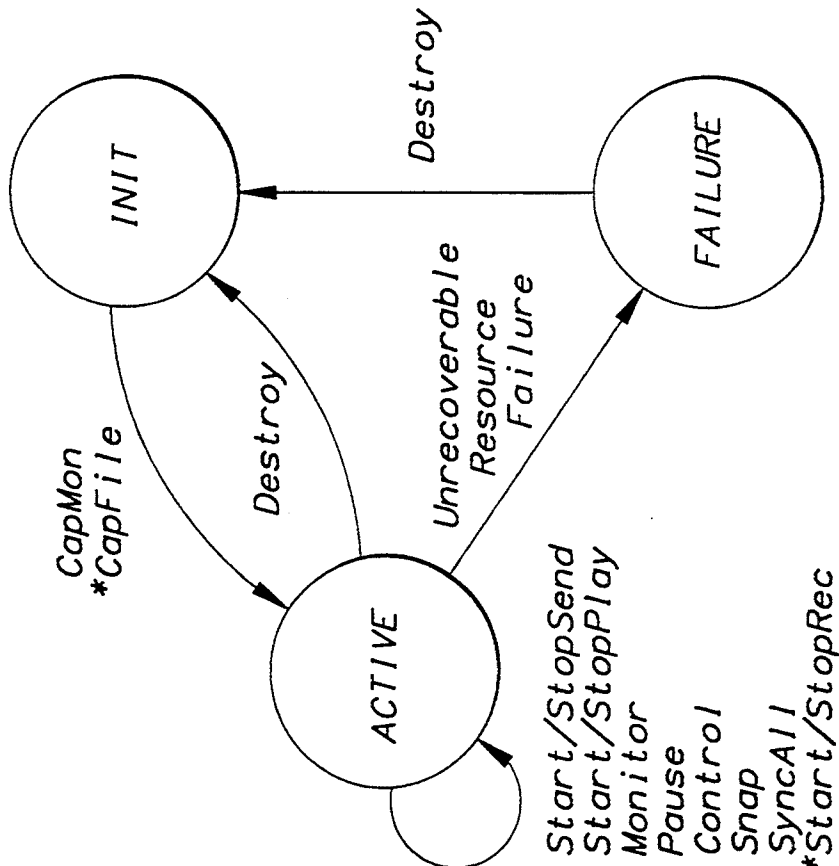 INIT
Destroy
FAILURE
CapMon
*CapFile
Destroy
Unrecoverable
Resource
Failure
ACTIVE
Start/StopSend
Start/StopPlay
Monitor
Pause
Control
Snap
SyncAll
*Start/StopRec